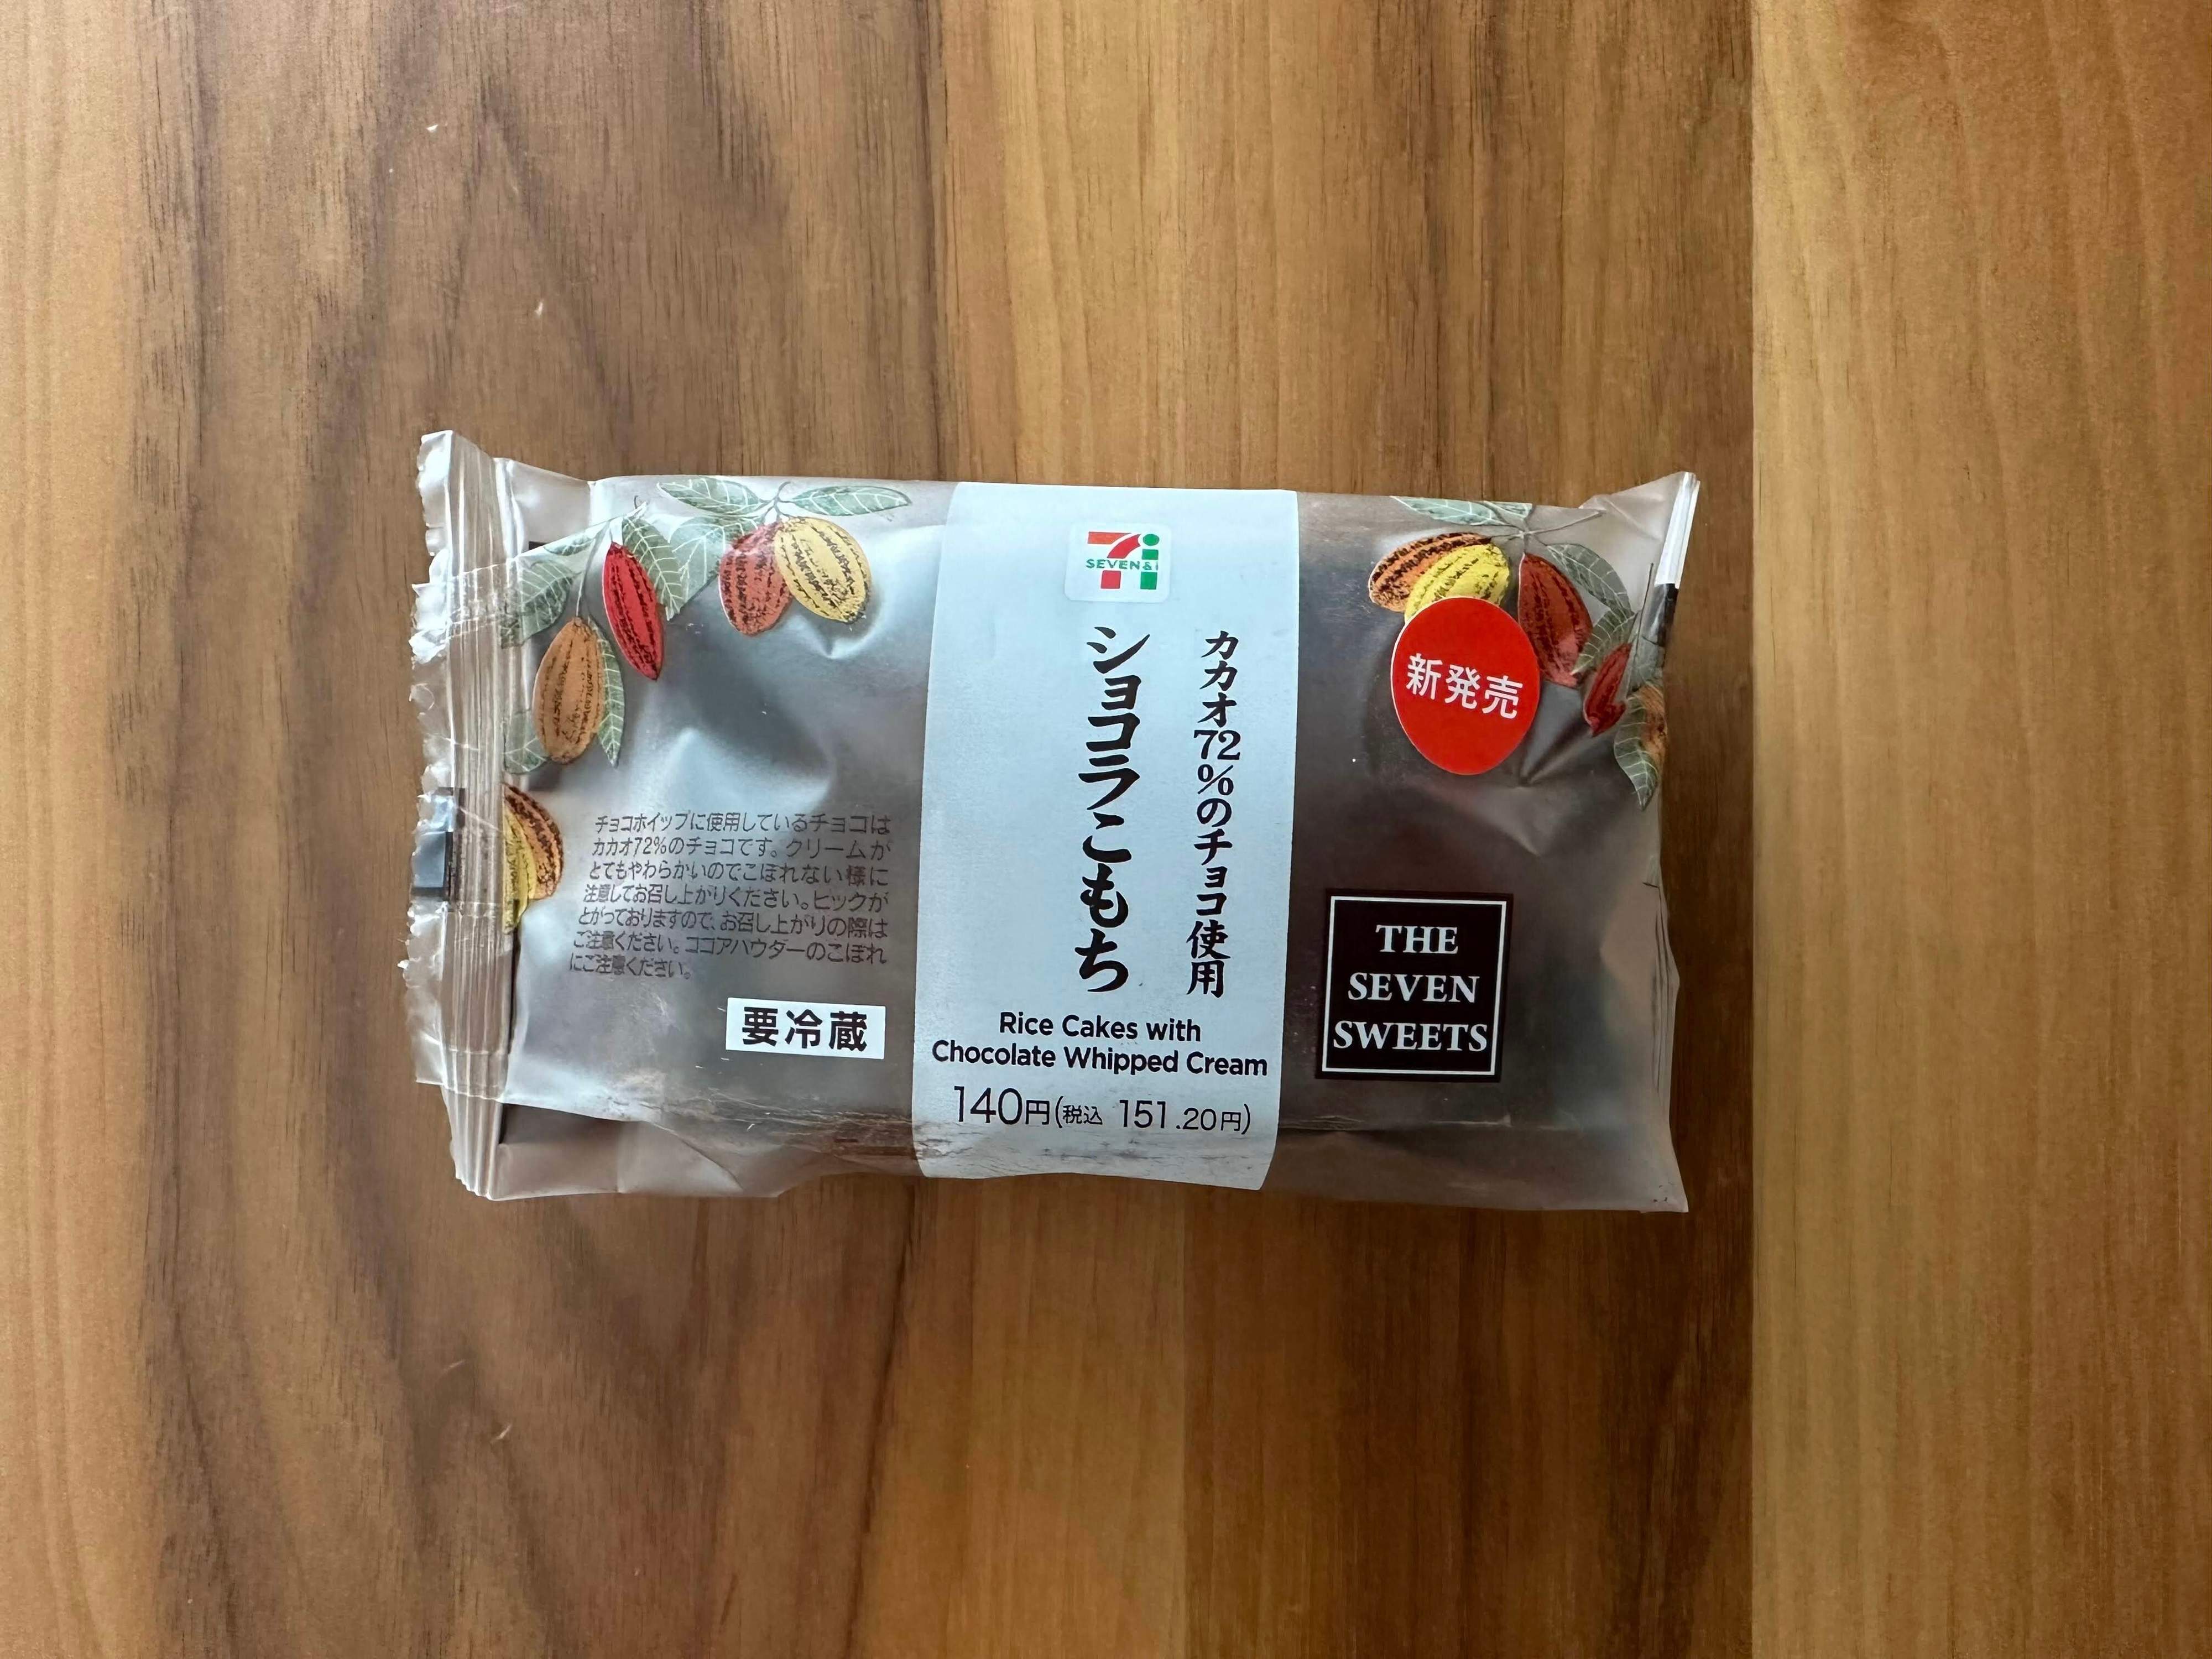 SEVEN&i
カカオ72%のチョコ使用
ショコラこもち
Rice Cakes with
Chocolate Whipped Cream
140円(税込 151.20円)
チョコホイップに使用しているチョコは
カカオ72%のチョコです。クリームが
とてもやわらかいのでこぼれない様に
注意してお召し上がりください。ピックが
とがっておりますので、お召し上がりの際は
ご注意ください。ココアパウダーのこぼれ
にご注意ください。
要冷蔵
新発売
THE
SEVEN
SWEETS